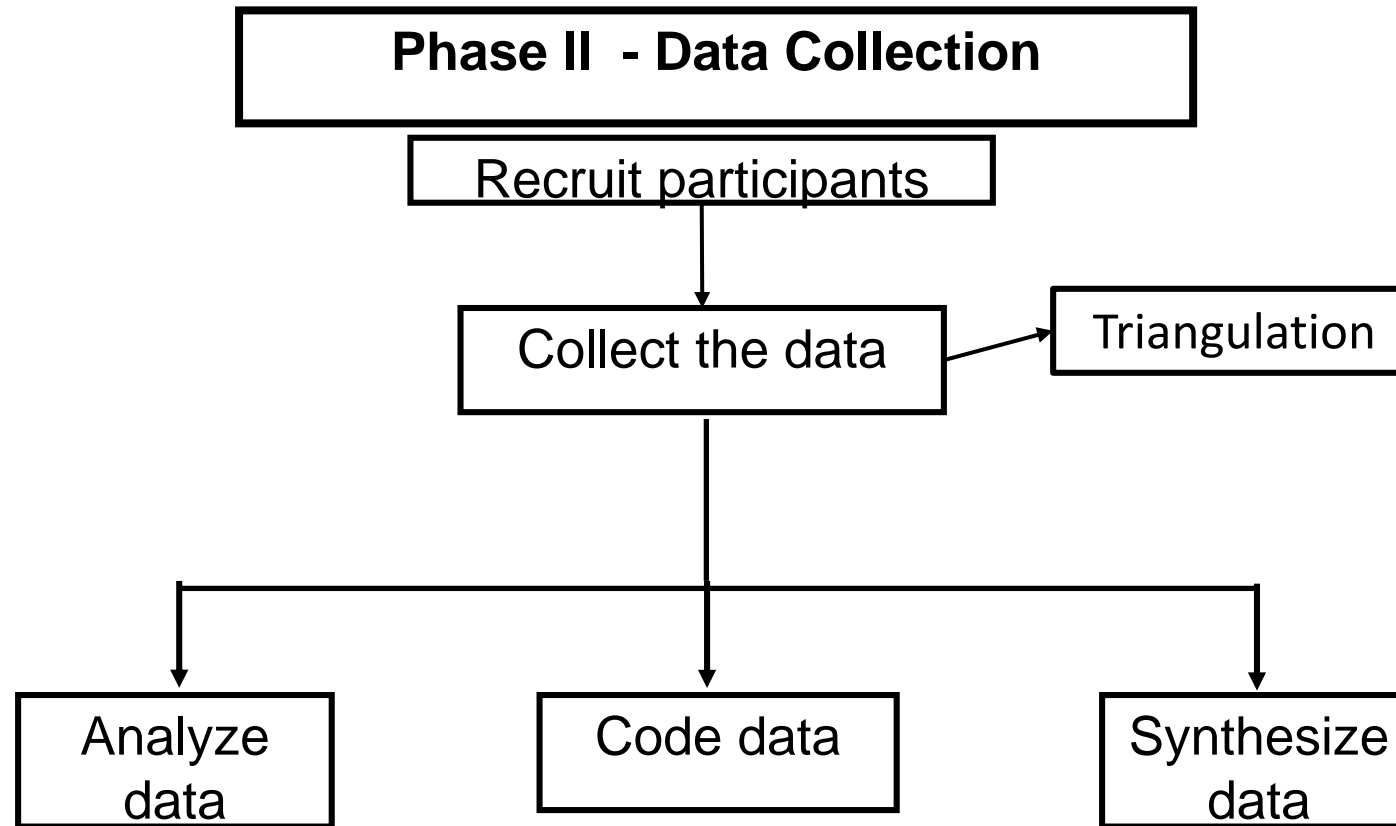 Phase II - Data Collection
Recruit participants
Collect the data
Triangulation
Analyze
data
Code data
Synthesize
data